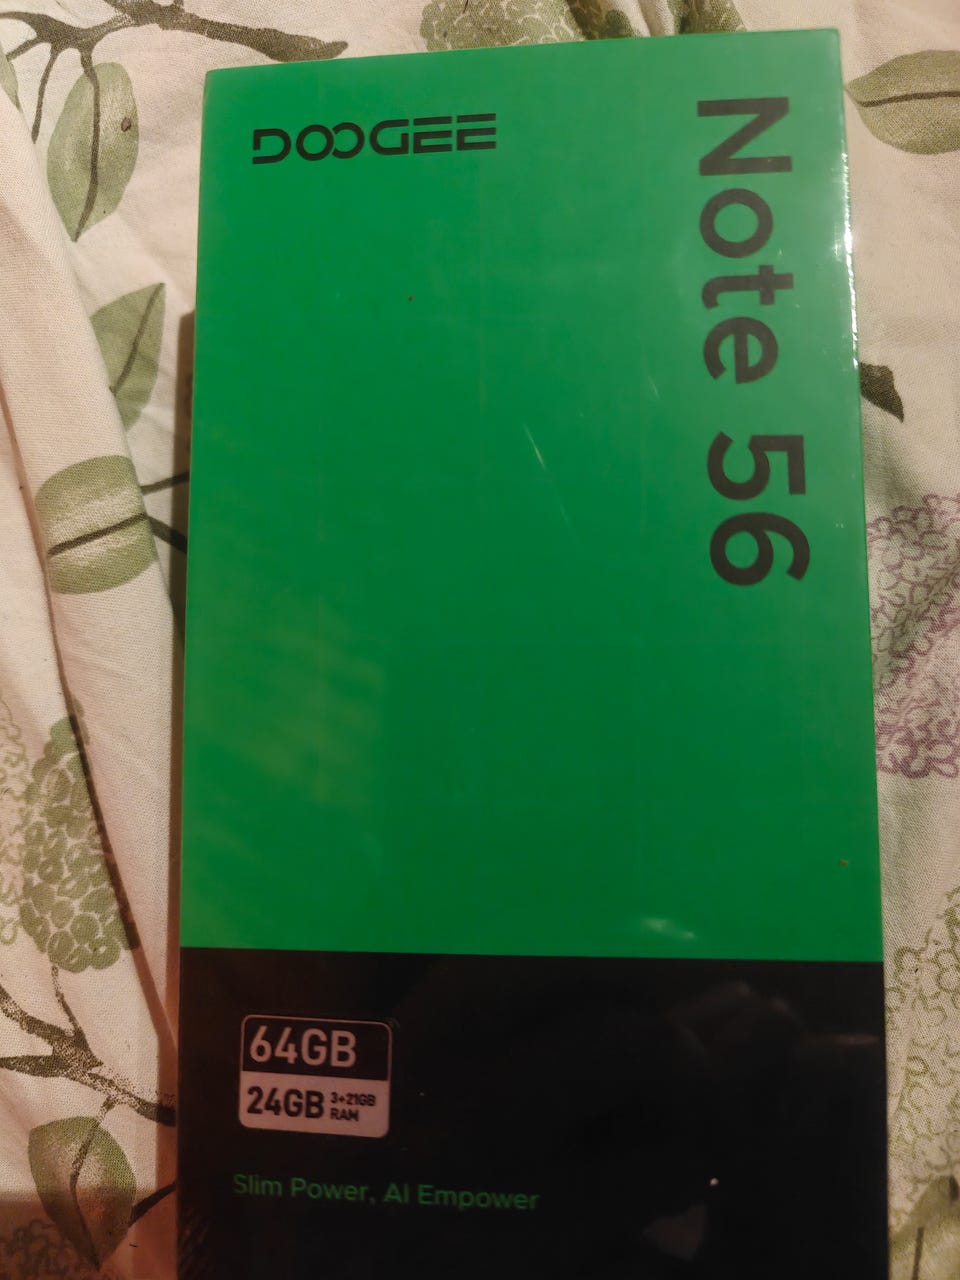 DOOGEE
Note 56
64GB
24GB 3+21GB
RAM
Slim Power, AI Empower